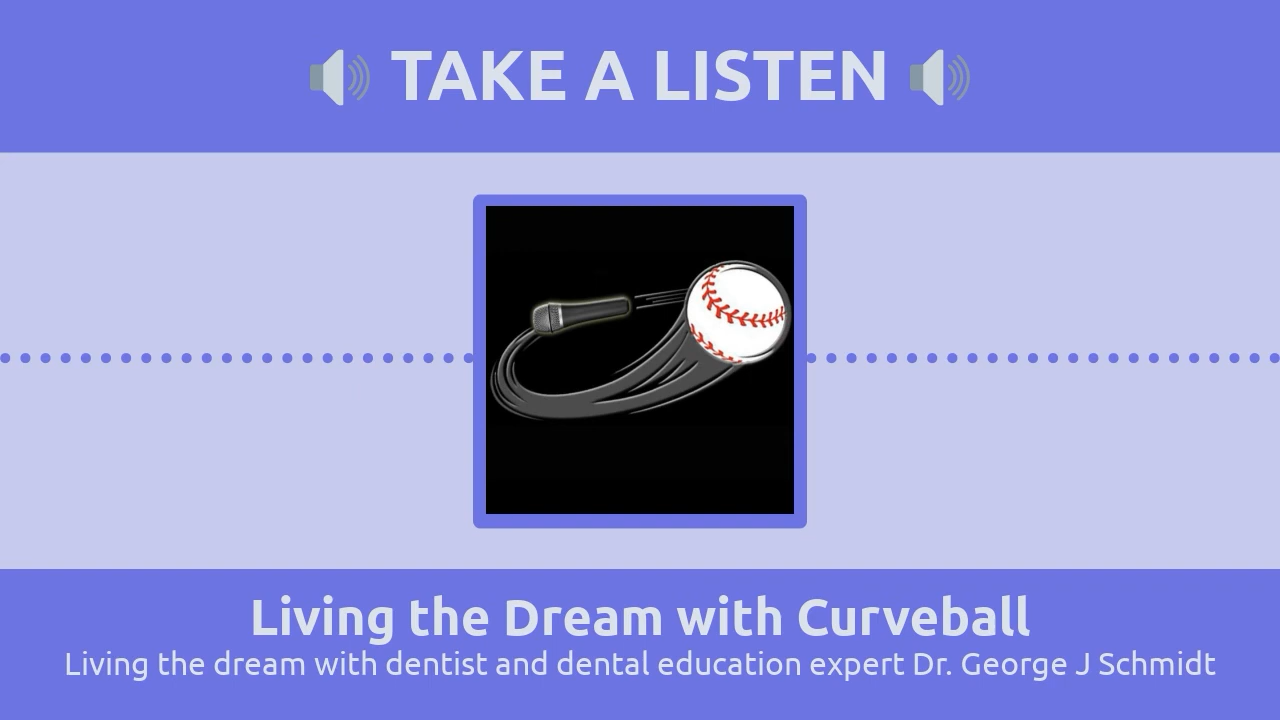 TAKE A LISTEN
Living the Dream with Curveball
Living the dream with dentist and dental education expert Dr. George J Schmidt